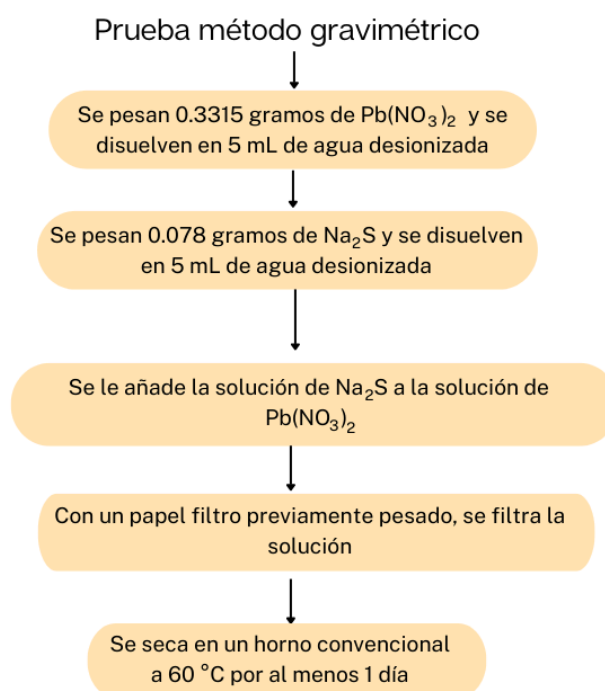 Prueba método gravimétrico
Se pesan 0.3315 gramos de Pb(NO₃)₂ y se
disuelven en 5 mL de agua desionizada
Se pesan 0.078 gramos de Na₂S y se disuelven
en 5 mL de agua desionizada
Se le añade la solución de Na₂S a la solución de
Pb(NO₃)₂
Con un papel filtro previamente pesado, se filtra la
solución
Se seca en un horno convencional
a 60 °C por al menos 1 día